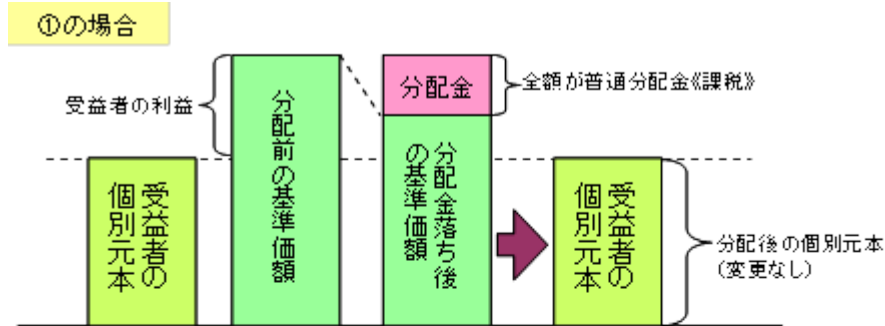 ①の場合
受益者の利益
受益者の
個別元本
分配前の基準価額
分配金
分配金落ち後
の基準価額
全額が普通分配金《課税》
受益者の
個別元本
分配後の個別元本
(変更なし)